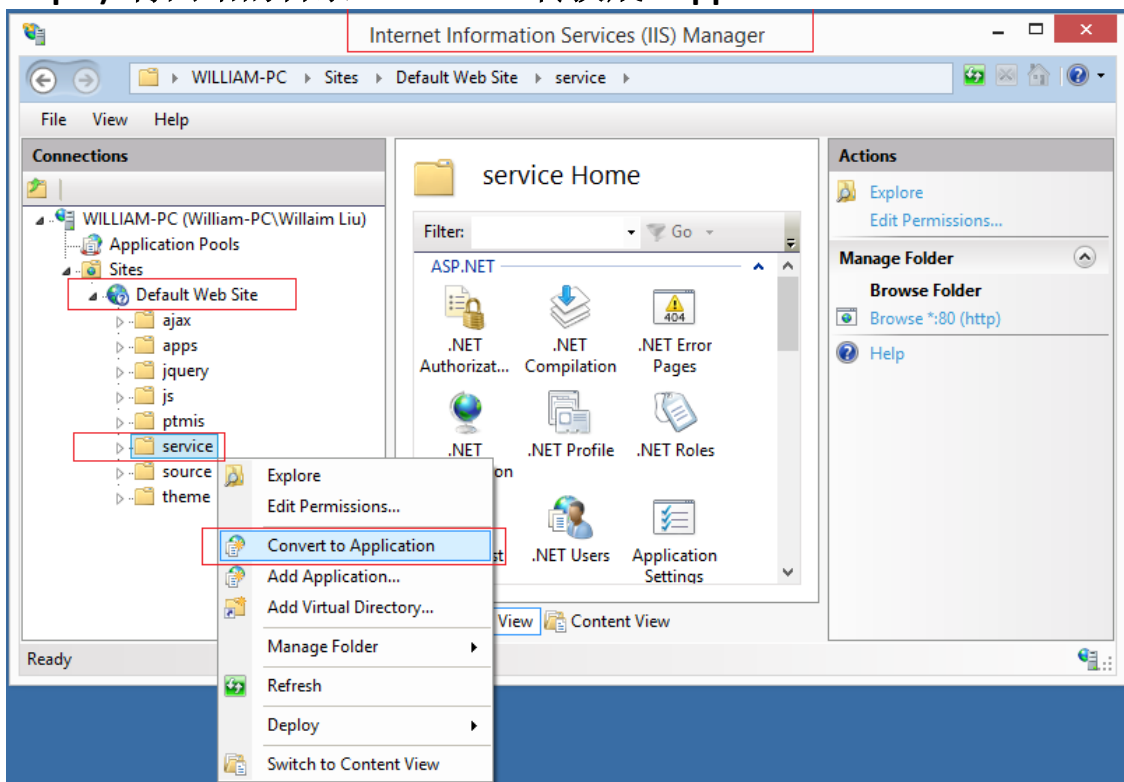 Internet Information Services (IIS) Manager
WILLIAM-PC Sites Default Web Site service
File View Help
Connections
WILLIAM-PC (William-PC\Willaim Liu)
Application Pools
Sites
Default Web Site
ajax
apps
jquery
js
ptmis
service
source
theme
Explore
Edit Permissions...
Convert to Application
Add Application...
Add Virtual Directory...
Manage Folder
Refresh
Deploy
Switch to Content View
service Home
Filter: Go
ASP.NET
.NET Authorizat...
.NET Compilation
.NET Error Pages
404
.NET
on
.NET Profile
.NET Roles
st
.NET Users
Application Settings
View Content View
Actions
Explore
Edit Permissions...
Manage Folder
Browse Folder
Browse *:80 (http)
Help
Ready